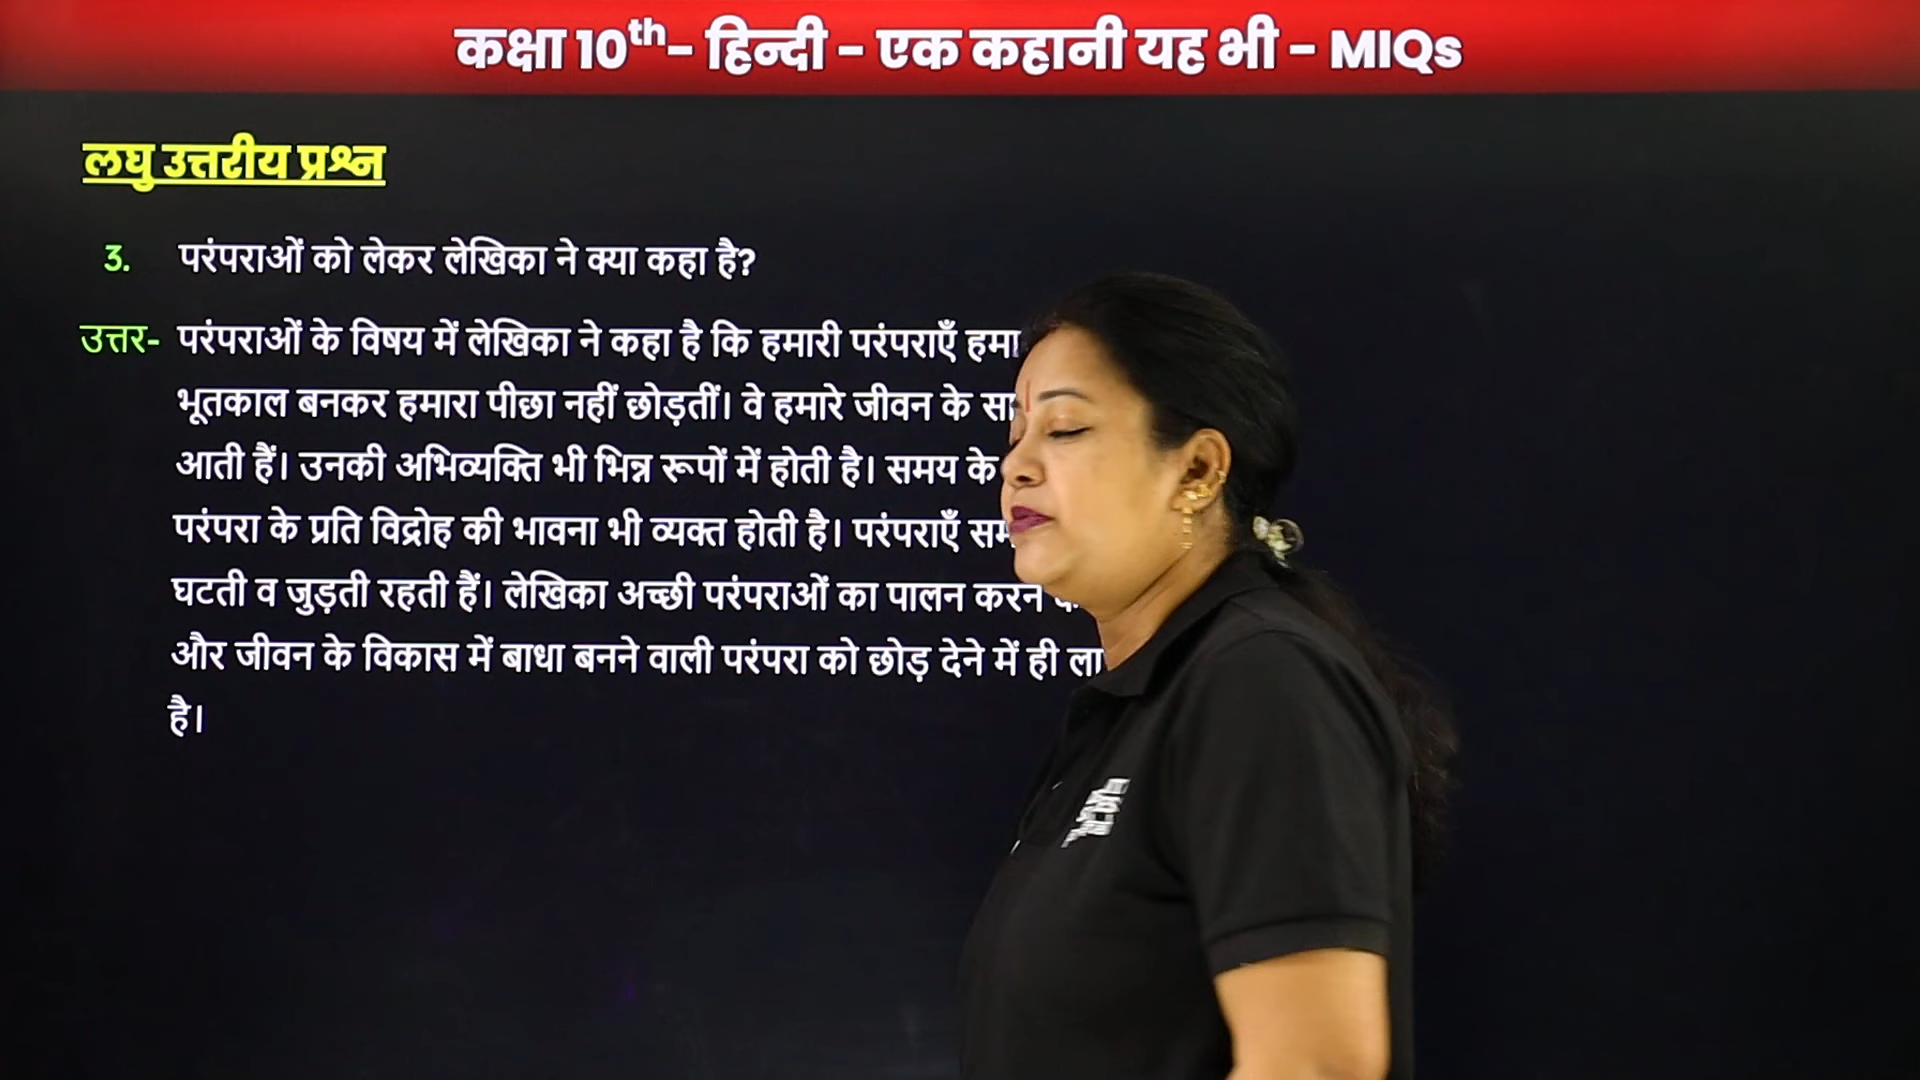 कक्षा 10th- हिन्दी - एक कहानी यह भी - MIQs
लघु उत्तरीय प्रश्न
3. परंपराओं को लेकर लेखिका ने क्या कहा है?
उत्तर- परंपराओं के विषय में लेखिका ने कहा है कि हमारी परंपराएँ
भूतकाल बनकर हमारा पीछा नहीं छोड़तीं। वे हमारे जीवन के
आती हैं। उनकी अभिव्यक्ति भी भिन्न रूपों में होती है। समय के
परंपरा के प्रति विद्रोह की भावना भी व्यक्त होती है। परंपराएँ
घटती व जुड़ती रहती हैं। लेखिका अच्छी परंपराओं का पालन
और जीवन के विकास में बाधा बनने वाली परंपरा को छोड़ देने में ही
है।